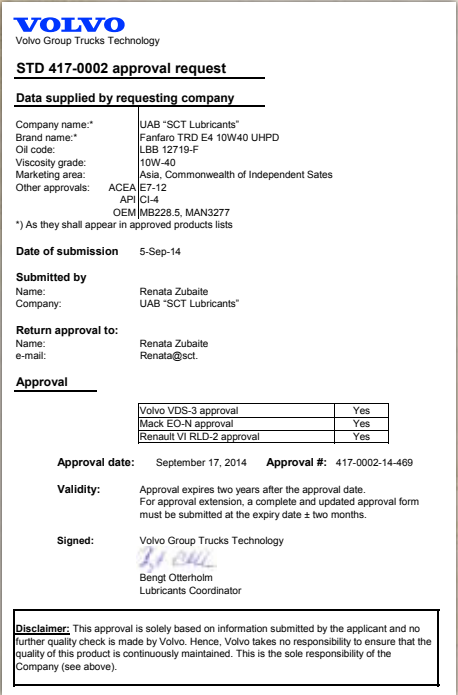 VOLVO
Volvo Group Trucks Technology
STD 417-0002 approval request
Data supplied by requesting company
Company name:* UAB "SCT Lubricants"
Brand name:* Fanfaro TRD E4 10W40 UHPD
Oil code: LBB 12719-F
Viscosity grade: 10W-40
Marketing area: Asia, Commonwealth of Independent Sates
Other approvals: ACEA E7-12
API CI-4
OEM MB228.5, MAN3277
*) As they shall appear in approved products lists
Date of submission 5-Sep-14
Submitted by
Name: Renata Zubaite
Company: UAB "SCT Lubricants"
Return approval to:
Name: Renata Zubaite
e-mail: Renata@sct.
Approval
Volvo VDS-3 approval Yes
Mack EO-N approval Yes
Renault VI RLD-2 approval Yes
Approval date: September 17, 2014 Approval #: 417-0002-14-469
Validity: Approval expires two years after the approval date.
For approval extension, a complete and updated approval form
must be submitted at the expiry date ± two months.
Signed: Volvo Group Trucks Technology
Bengt Otterholm
Lubricants Coordinator
Disclaimer: This approval is solely based on information submitted by the applicant and no
further quality check is made by Volvo. Hence, Volvo takes no responsibility to ensure that the
quality of this product is continuously maintained. This is the sole responsibility of the
Company (see above).